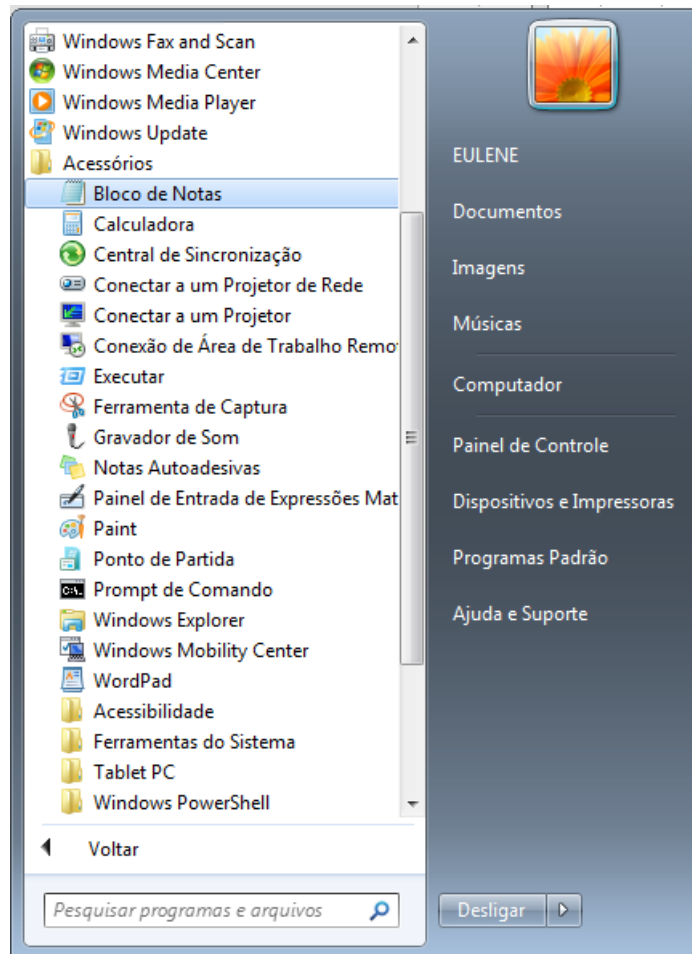 Windows Fax and Scan
Windows Media Center
Windows Media Player
Windows Update
Acessórios
Bloco de Notas
Calculadora
Central de Sincronização
Conectar a um Projetor de Rede
Conectar a um Projetor
Conexão de Área de Trabalho Remo
Executar
Ferramenta de Captura
Gravador de Som
Notas Autoadesivas
Painel de Entrada de Expressões Mat
Paint
Ponto de Partida
Prompt de Comando
Windows Explorer
Windows Mobility Center
WordPad
Acessibilidade
Ferramentas do Sistema
Tablet PC
Windows PowerShell
Voltar
Pesquisar programas e arquivos
EULENE
Documentos
Imagens
Músicas
Computador
Painel de Controle
Dispositivos e Impressoras
Programas Padrão
Ajuda e Suporte
Desligar